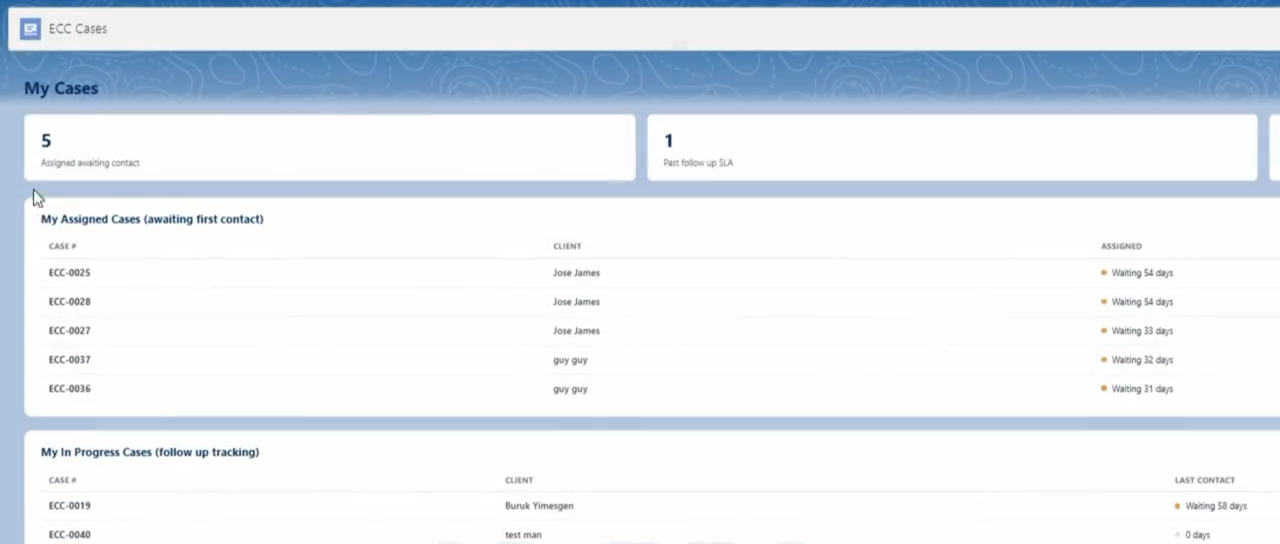 ECC Cases
My Cases
5
Assigned awaiting contact
1
Past follow up SLA
My Assigned Cases (awaiting first contact)
CASE # CLIENT ASSIGNED
ECC-0025 Jose James Waiting 54 days
ECC-0028 Jose James Waiting 54 days
ECC-0027 Jose James Waiting 33 days
ECC-0037 guy guy Waiting 32 days
ECC-0036 guy guy Waiting 31 days
My In Progress Cases (follow up tracking)
CASE # CLIENT LAST CONTACT
ECC-0019 Buruk Yimesgen Waiting 58 days
ECC-0040 test man 0 days